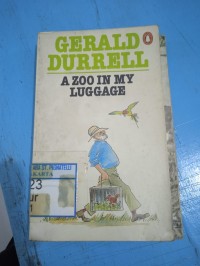 GERALD
DURRELL
A ZOO IN MY
LUGGAGE
23